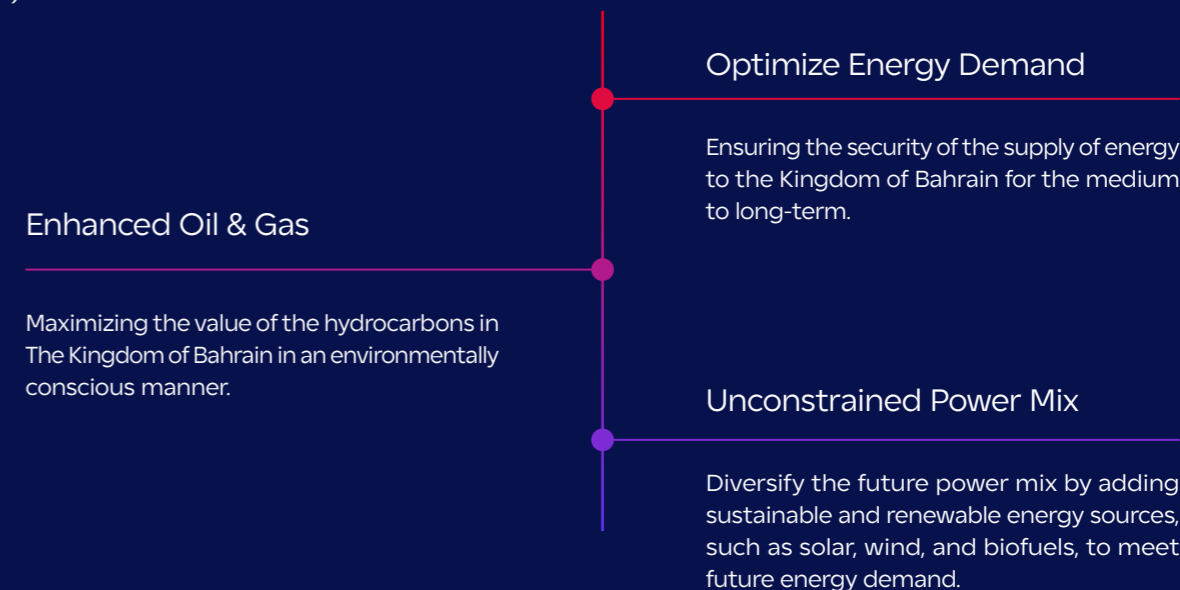 Optimize Energy Demand
Ensuring the security of the supply of energy
to the Kingdom of Bahrain for the medium
to long-term.
Enhanced Oil & Gas
Maximizing the value of the hydrocarbons in
The Kingdom of Bahrain in an environmentally
conscious manner.
Unconstrained Power Mix
Diversify the future power mix by adding
sustainable and renewable energy sources,
such as solar, wind, and biofuels, to meet
future energy demand.